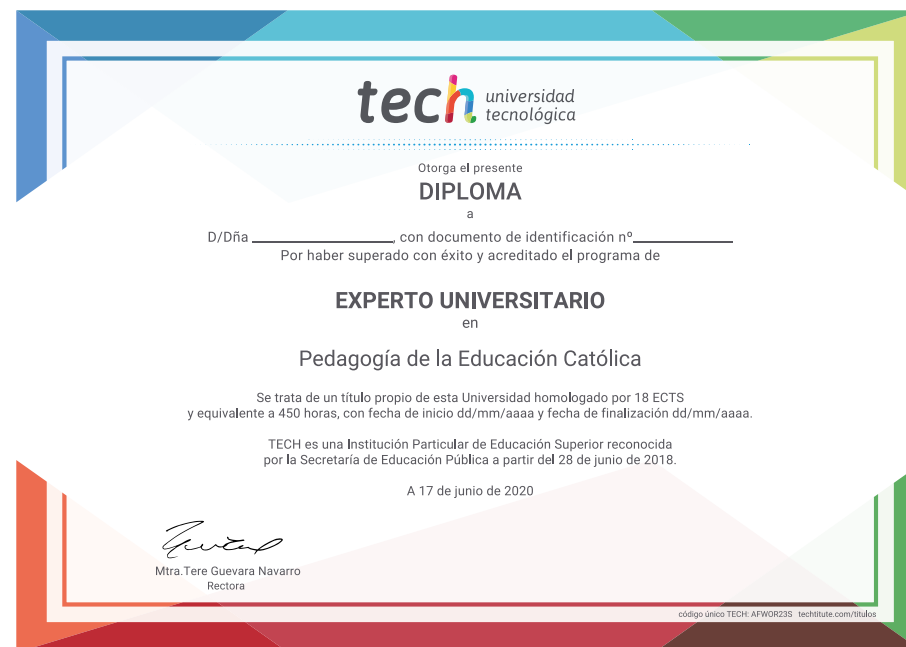 tech universidad
tecnológica
Otorga el presente
DIPLOMA
a
D/Dña ____________________, con documento de identificación nº______________
Por haber superado con éxito y acreditado el programa de
EXPERTO UNIVERSITARIO
en
Pedagogía de la Educación Católica
Se trata de un título propio de esta Universidad homologado por 18 ECTS
y equivalente a 450 horas, con fecha de inicio dd/mm/aaaa y fecha de finalización dd/mm/aaaa.
TECH es una Institución Particular de Educación Superior reconocida
por la Secretaría de Educación Pública a partir del 28 de junio de 2018.
A 17 de junio de 2020
Mtra.Tere Guevara Navarro
Rectora
código único TECH: AFWOR23S techtitute.com/titulos